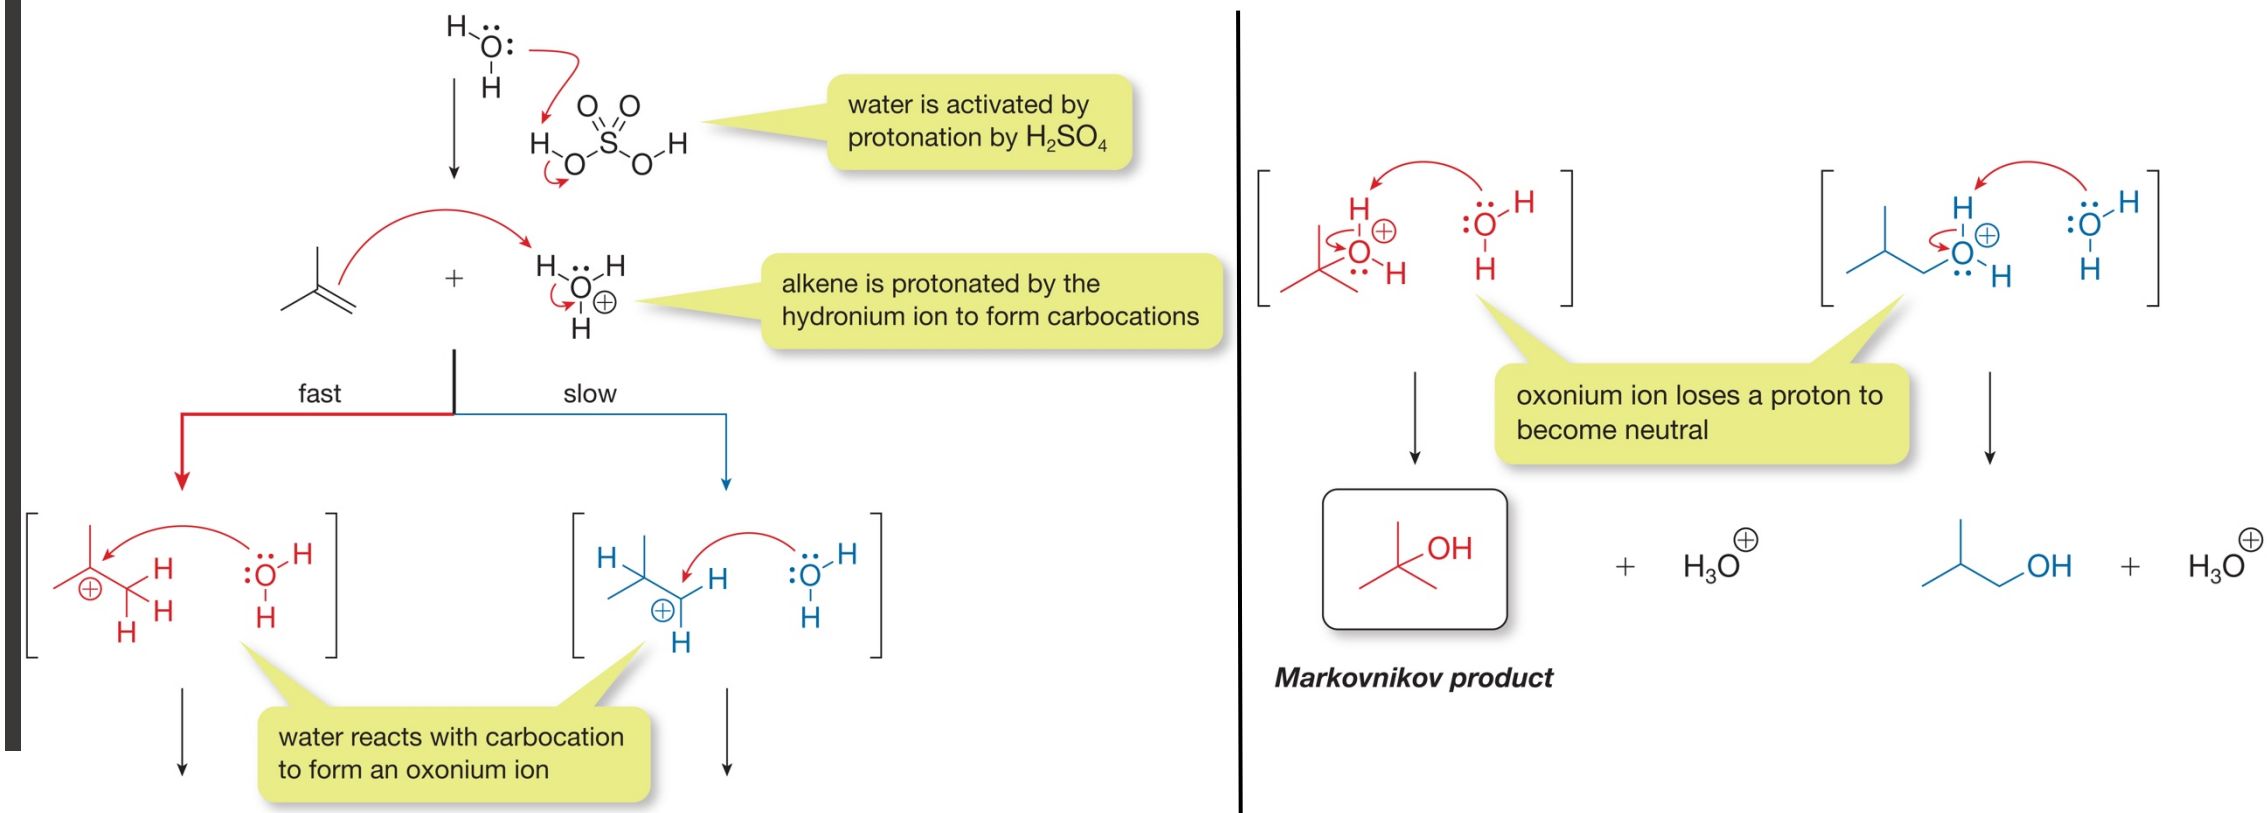 H
O
H
O O
H S H
O O
water is activated by
protonation by H₂SO₄
+
H H
O
⊕
H
alkene is protonated by the
hydronium ion to form carbocations
fast
slow
H
H
H
⊕
O H
H
H
H
⊕
H
O H
H
water reacts with carbocation
to form an oxonium ion
H
O ⊕
H
O H
H
H
O ⊕
H
O H
H
oxonium ion loses a proton to
become neutral
OH
+ H₃O⊕
OH
+ H₃O⊕
Markovnikov product